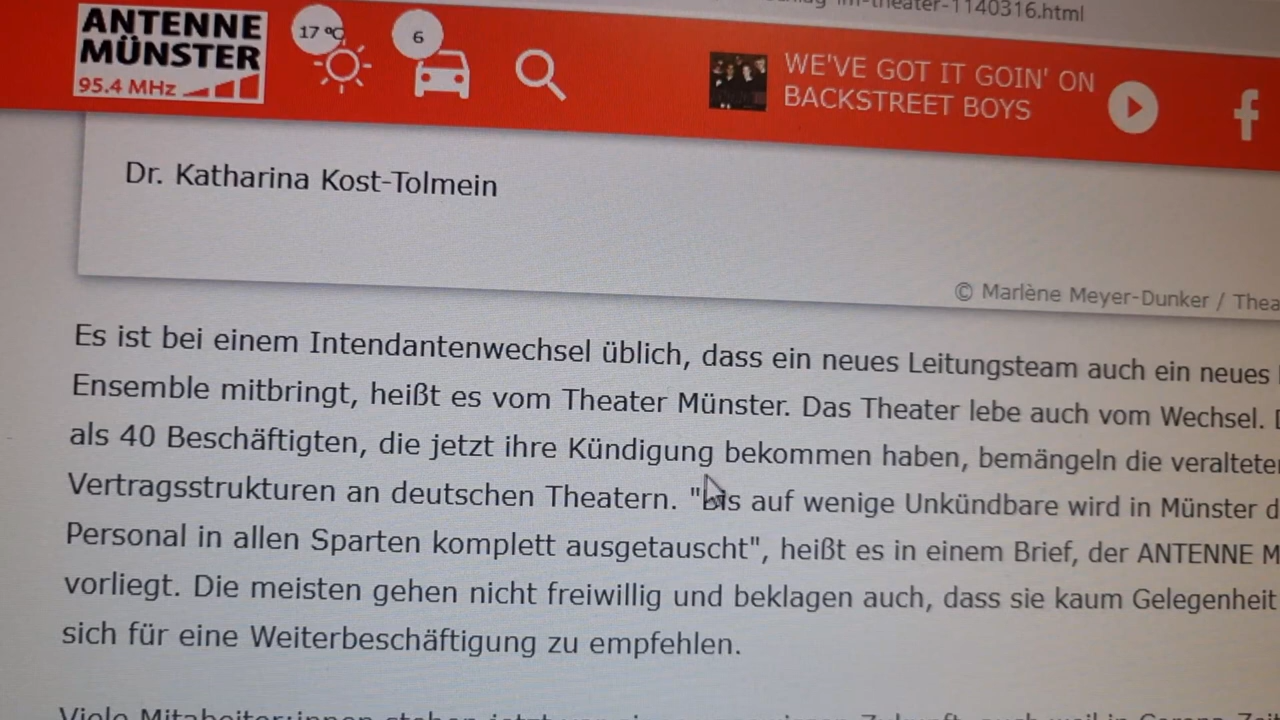 theater-1140316.html
ANTENNE
MÜNSTER
95.4 MHz
17 °C
6
WE'VE GOT IT GOIN' ON
BACKSTREET BOYS
Dr. Katharina Kost-Tolmein
© Marlène Meyer-Dunker / Thea
Es ist bei einem Intendantenwechsel üblich, dass ein neues Leitungsteam auch ein neues
Ensemble mitbringt, heißt es vom Theater Münster. Das Theater lebe auch vom Wechsel.
als 40 Beschäftigten, die jetzt ihre Kündigung bekommen haben, bemängeln die veralteten
Vertragsstrukturen an deutschen Theatern. "bis auf wenige Unkündbare wird in Münster d
Personal in allen Sparten komplett ausgetauscht", heißt es in einem Brief, der ANTENNE M
vorliegt. Die meisten gehen nicht freiwillig und beklagen auch, dass sie kaum Gelegenheit
sich für eine Weiterbeschäftigung zu empfehlen.